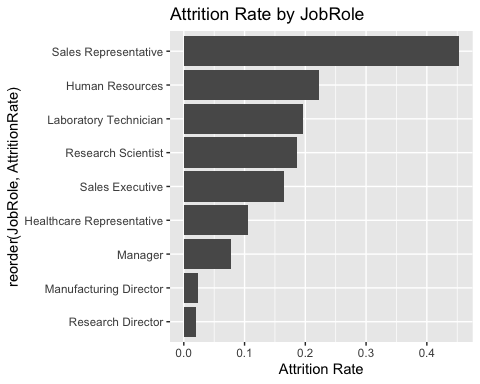 Attrition Rate by JobRole
reorder(JobRole, AttritionRate)
Sales Representative
Human Resources
Laboratory Technician
Research Scientist
Sales Executive
Healthcare Representative
Manager
Manufacturing Director
Research Director
0.0 0.1 0.2 0.3 0.4
Attrition Rate